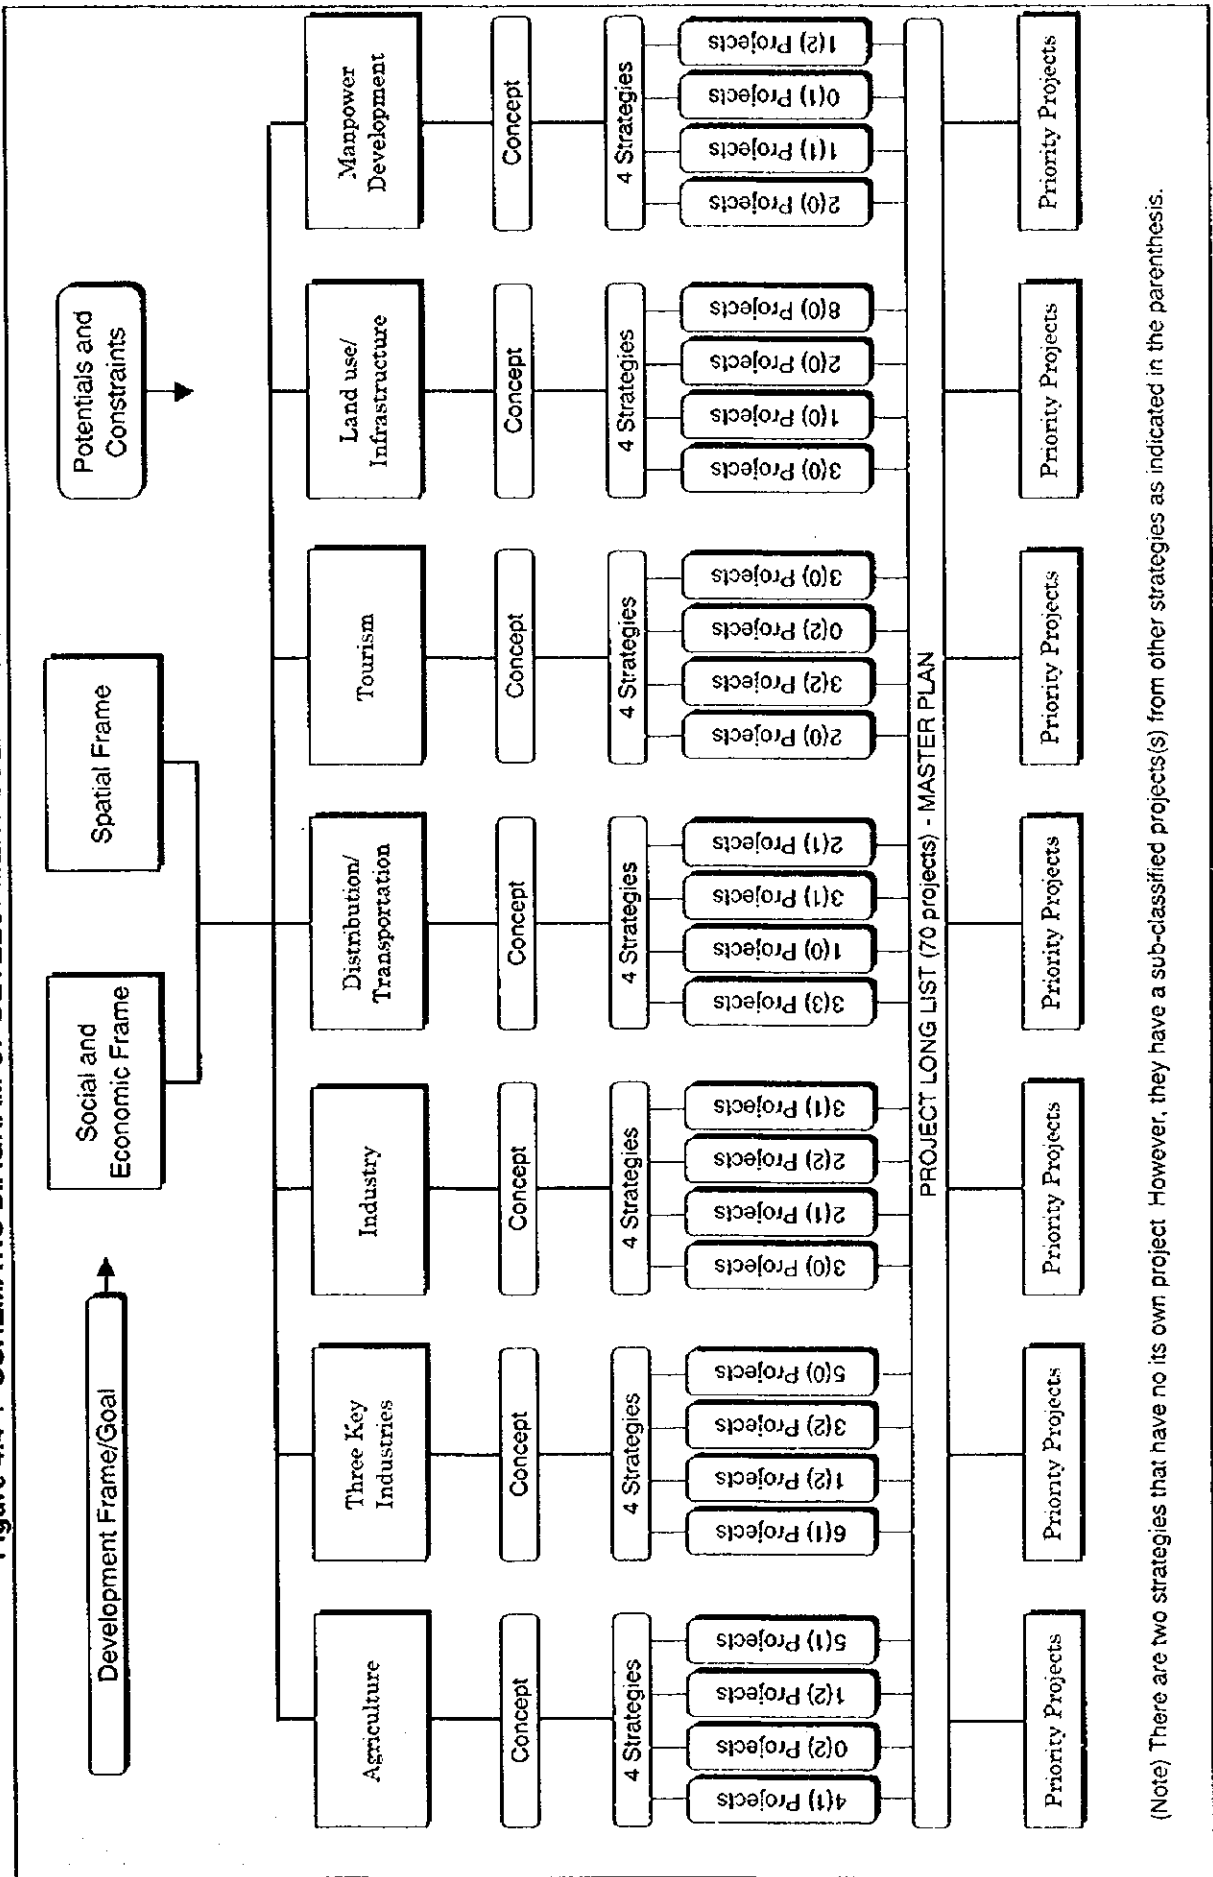 Figure SCHEMATIC DIAGRAM OF DEVELOPMENT
Development Frame/Goal
Social and
Economic Frame
Spatial Frame
Potentials and
Constraints
Agriculture
Three Key
Industries
Industry
Distribution/
Transportation
Tourism
Land use/
Infrastructure
Manpower
Development
Concept
Concept
Concept
Concept
Concept
Concept
Concept
4 Strategies
4 Strategies
4 Strategies
4 Strategies
4 Strategies
4 Strategies
4 Strategies
4(1) Projects
0(2) Projects
1(2) Projects
5(1) Projects
6(1) Projects
1(2) Projects
3(2) Projects
5(0) Projects
3(0) Projects
2(1) Projects
2(2) Projects
3(1) Projects
3(3) Projects
1(0) Projects
3(1) Projects
2(1) Projects
2(0) Projects
3(2) Projects
0(2) Projects
3(0) Projects
3(0) Projects
1(0) Projects
2(0) Projects
8(0) Projects
2(0) Projects
1(1) Projects
0(1) Projects
1(2) Projects
PROJECT LONG LIST (70 projects) - MASTER PLAN
Priority Projects
Priority Projects
Priority Projects
Priority Projects
Priority Projects
Priority Projects
Priority Projects
(Note) There are two strategies that have no its own project However, they have a sub-classified projects(s) from other strategies as indicated in the parenthesis.